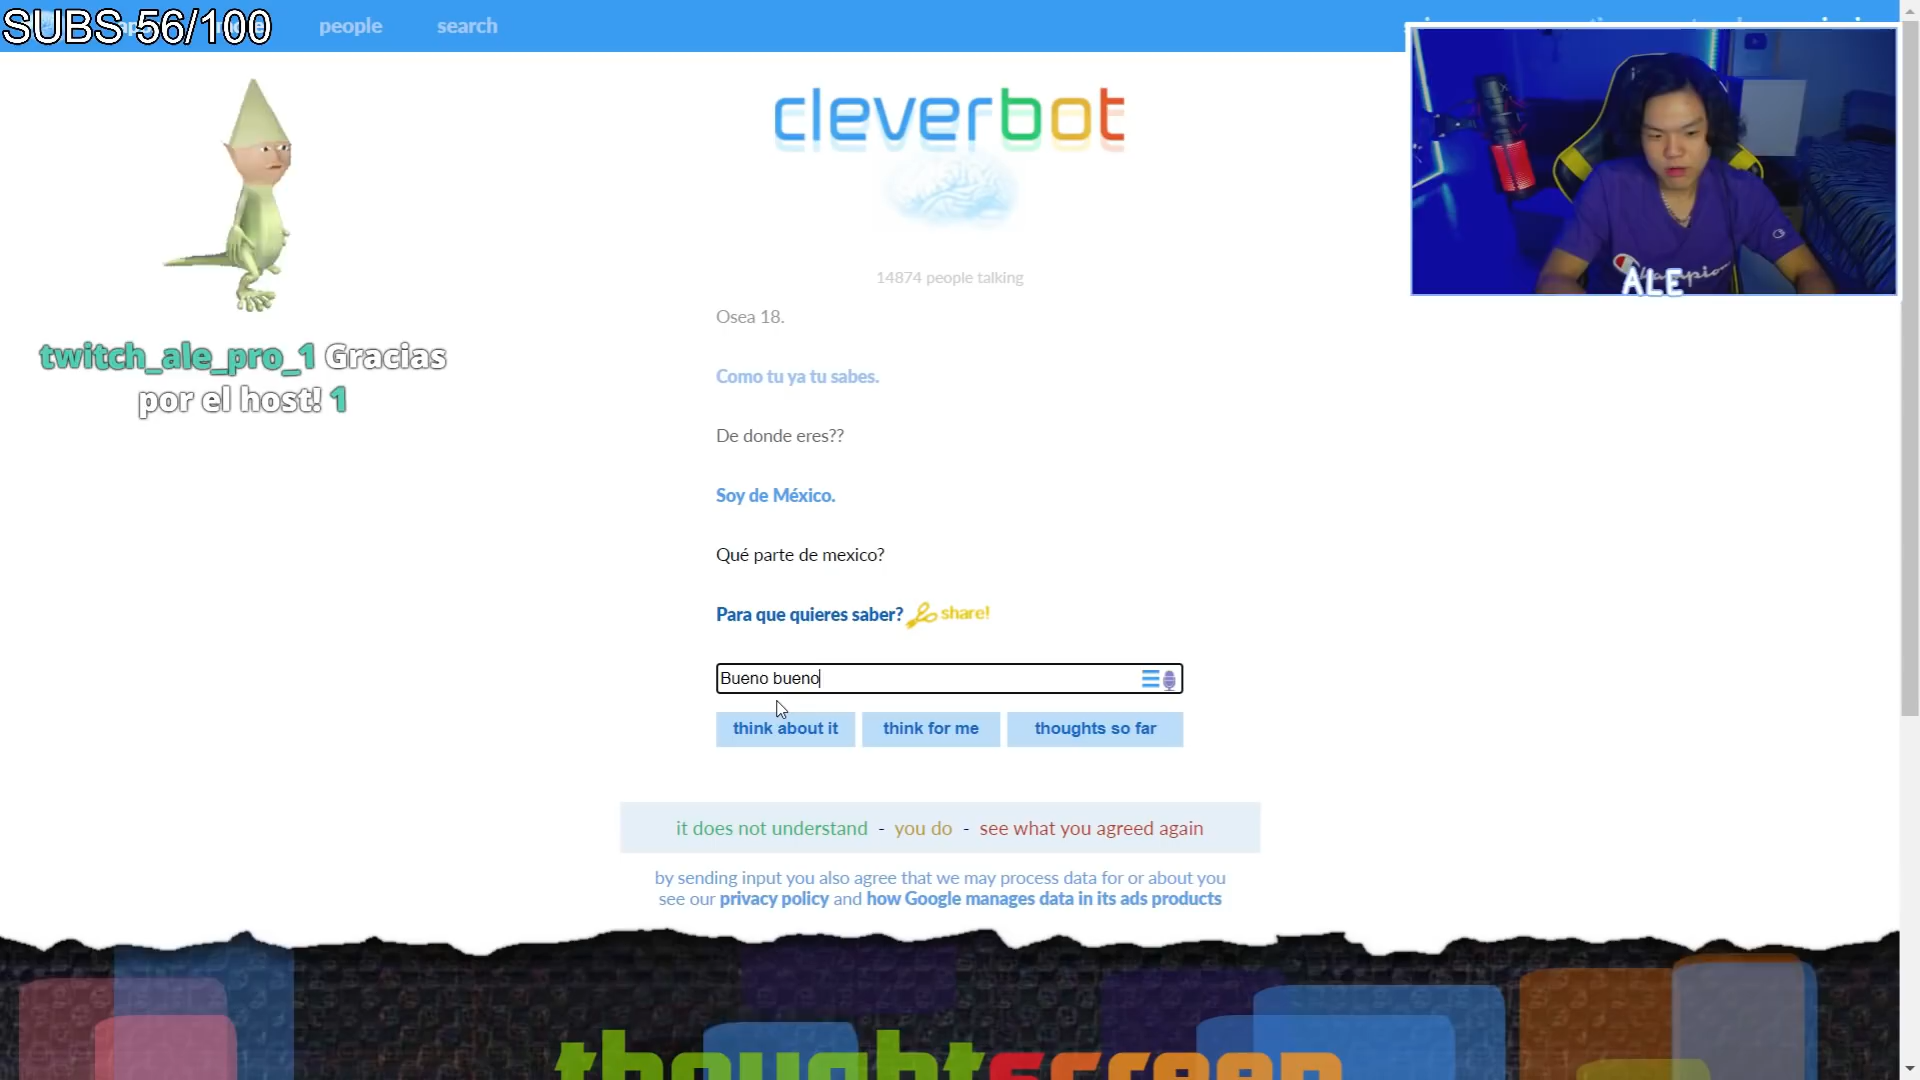 SUBS 56/100
people
search
cleverbot
14874 people talking
Osea 18.
Como tu ya tu sabes.
De donde eres??
Soy de México.
Qué parte de mexico?
Para que quieres saber? share!
Bueno bueno
think about it
think for me
thoughts so far
it does not understand - you do - see what you agreed again
by sending input you also agree that we may process data for or about you
see our privacy policy and how Google manages data in its ads products
thoughtscreen
twitch_ale_pro_1 Gracias
por el host! 1
Champion
ALE